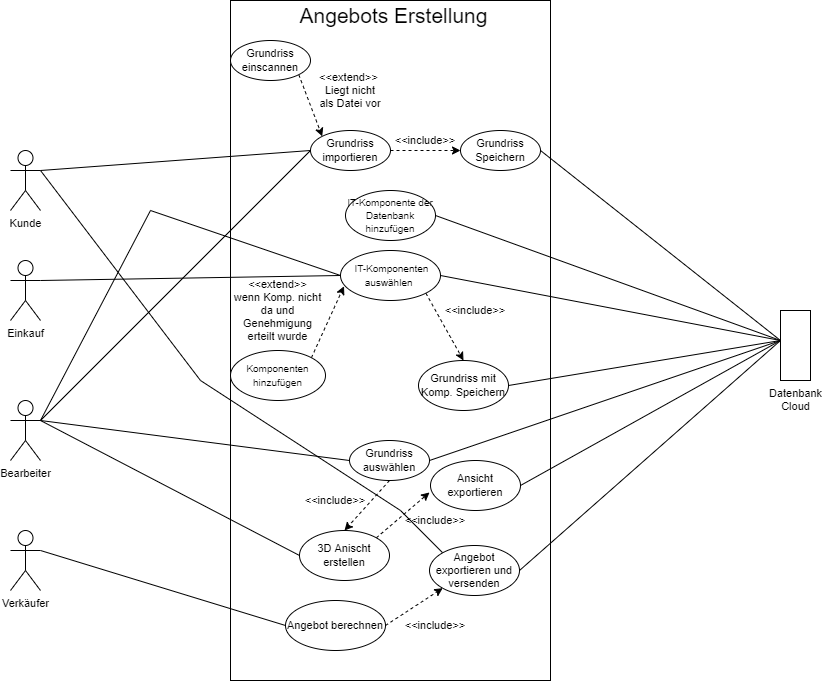 Angebots Erstellung
Grundriss
einscannen
<<extend>>
Liegt nicht
als Datei vor
Grundriss
importieren
<<include>>
Grundriss
Speichern
Kunde
IT-Komponente der
Datenbank
hinzufügen
IT-Komponenten
auswählen
Einkauf
<<extend>>
wenn Komp. nicht
da und
Genehmigung
erteilt wurde
<<include>>
Komponenten
hinzufügen
Grundriss mit
Komp. Speichern
Datenbank
Cloud
Bearbeiter
Grundriss
auswählen
Ansicht
exportieren
<<include>>
<<include>>
3D Anischt
erstellen
Angebot
exportieren und
versenden
Verkäufer
Angebot berechnen
<<include>>